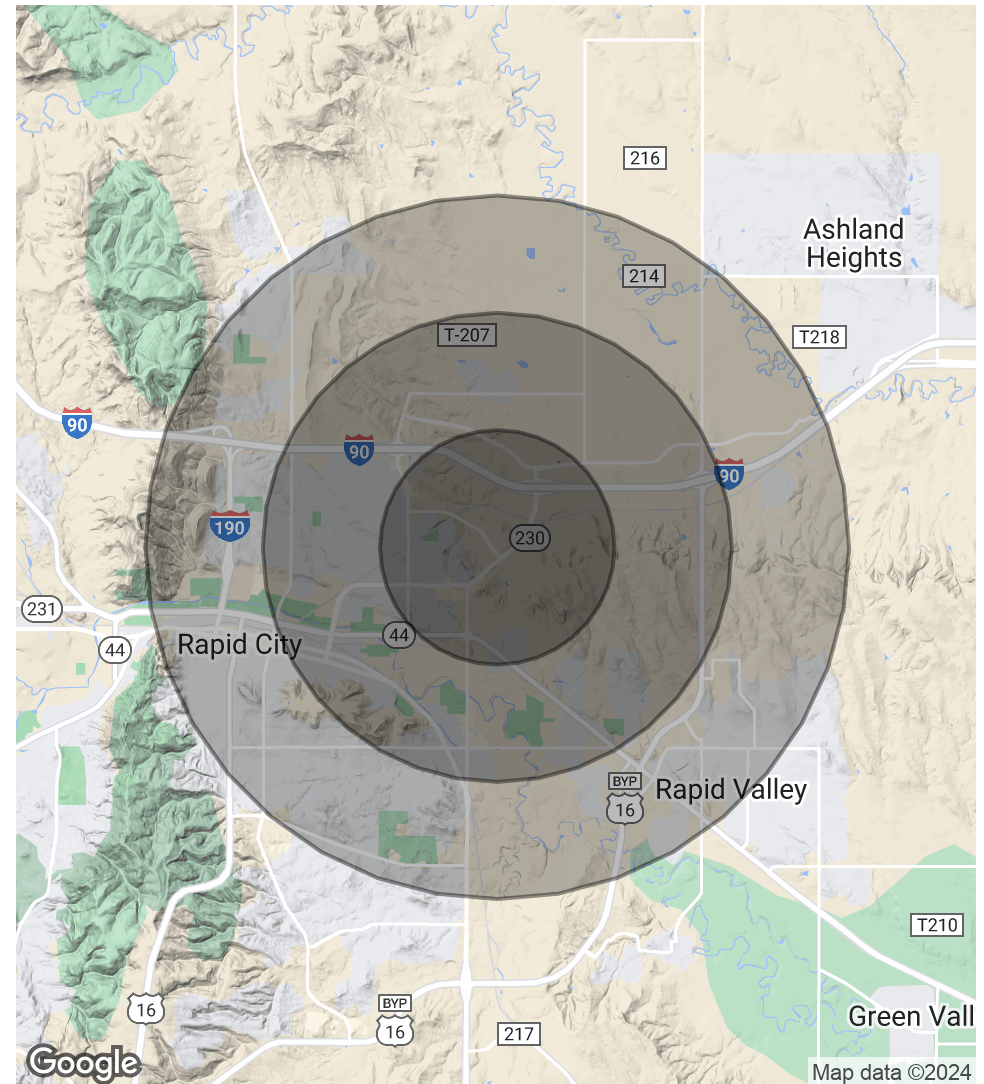 216
Ashland
Heights
214
T-207
T218
90
90
90
190
230
231
44
44
Rapid City
BYP
16
Rapid Valley
T210
16
BYP
16
217
Green Vall
Google
Map data ©2024